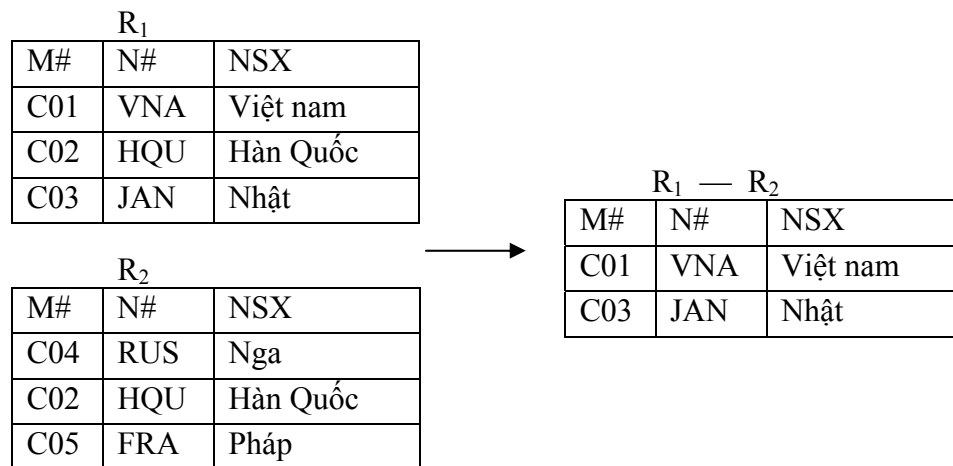 R₁
M# N# NSX
C01 VNA Việt nam
C02 HQU Hàn Quốc
C03 JAN Nhật
R₂
M# N# NSX
C04 RUS Nga
C02 HQU Hàn Quốc
C05 FRA Pháp
R₁ — R₂
M# N# NSX
C01 VNA Việt nam
C03 JAN Nhật